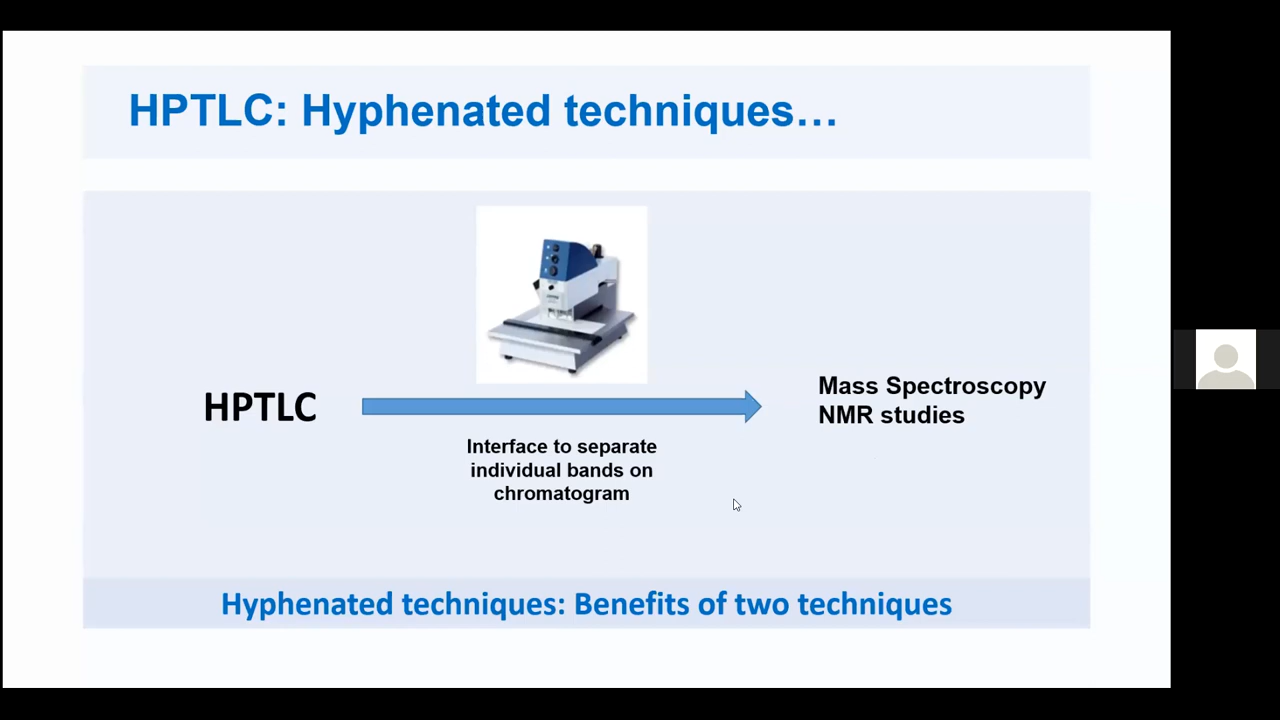 HPTLC: Hyphenated techniques…
HPTLC
Interface to separate
individual bands on
chromatogram
Mass Spectroscopy
NMR studies
Hyphenated techniques: Benefits of two techniques